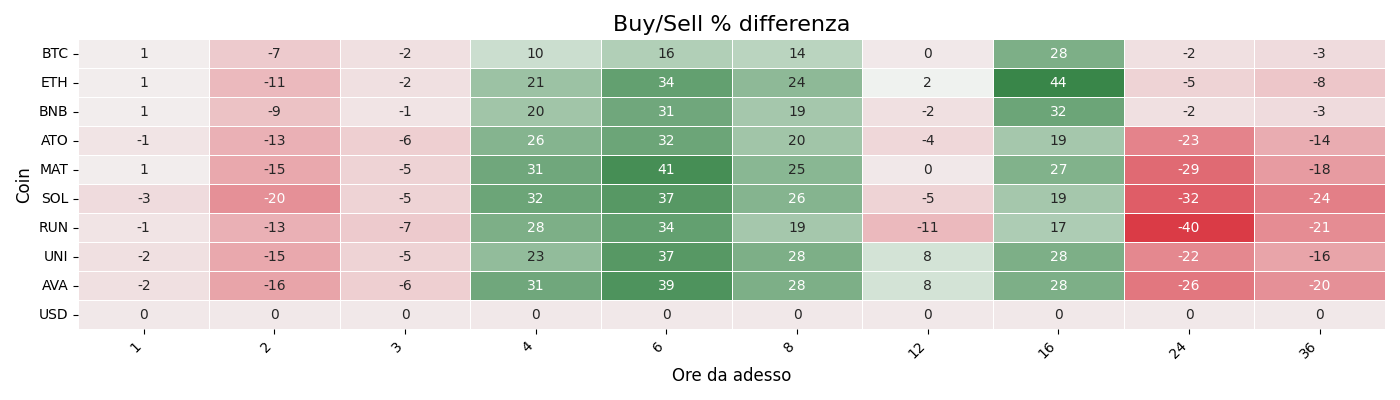 Buy/Sell % differenza
Coin
BTC 1 -7 -2 10 16 14 0 28 -2 -3
ETH 1 -11 -2 21 34 24 2 44 -5 -8
BNB 1 -9 -1 20 31 19 -2 32 -2 -3
ATO -1 -13 -6 26 32 20 -4 19 -23 -14
MAT 1 -15 -5 31 41 25 0 27 -29 -18
SOL -3 -20 -5 32 37 26 -5 19 -32 -24
RUN -1 -13 -7 28 34 19 -11 17 -40 -21
UNI -2 -15 -5 23 37 28 8 28 -22 -16
AVA -2 -16 -6 31 39 28 8 28 -26 -20
USD 0 0 0 0 0 0 0 0 0 0
1 2 3 4 6 8 12 16 24 36
Ore da adesso